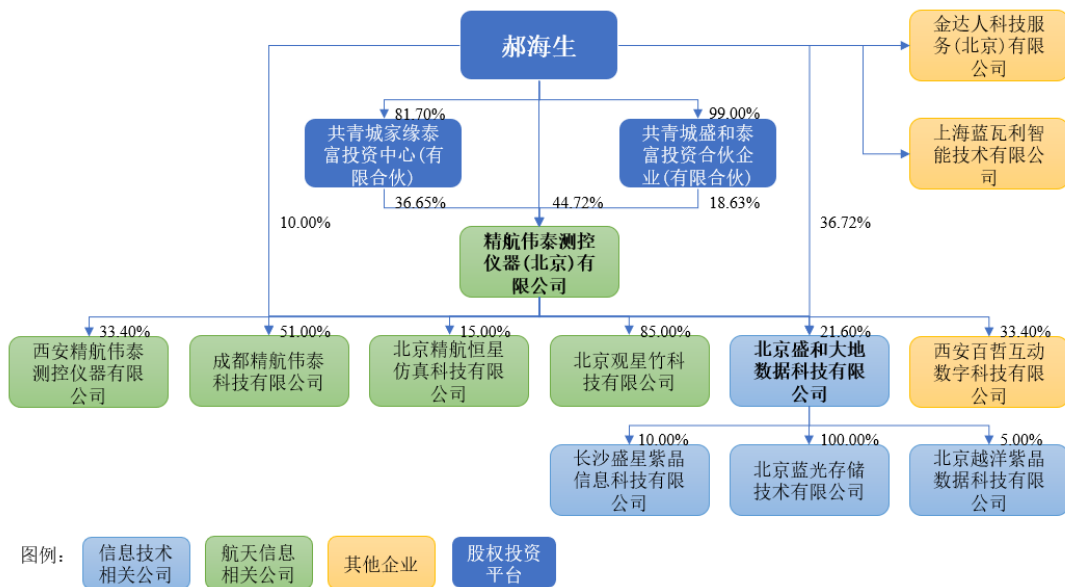 郝海生
金达人科技服
务(北京)有限
公司
81.70%
99.00%
共青城家缘泰
富投资中心(有
限合伙)
共青城盛和泰
富投资合伙企
业(有限合伙)
上海蓝瓦利智
能技术有限公
司
10.00%
36.65%
44.72%
18.63%
36.72%
精航伟泰测控
仪器(北京)有
限公司
33.40%
51.00%
15.00%
85.00%
21.60%
33.40%
西安精航伟泰
测控仪器有限
公司
成都精航伟泰
科技有限公司
北京精航恒星
仿真科技有限
公司
北京观星竹科
技有限公司
北京盛和大地
数据科技有限
公司
西安百哲互动
数字科技有限
公司
10.00%
100.00%
5.00%
长沙盛星紫晶
信息科技有限
公司
北京蓝光存储
技术有限公司
北京越洋紫晶
数据科技有限
公司
图例：
信息技术
相关公司
航天信息
相关公司
其他企业
股权投资
平台